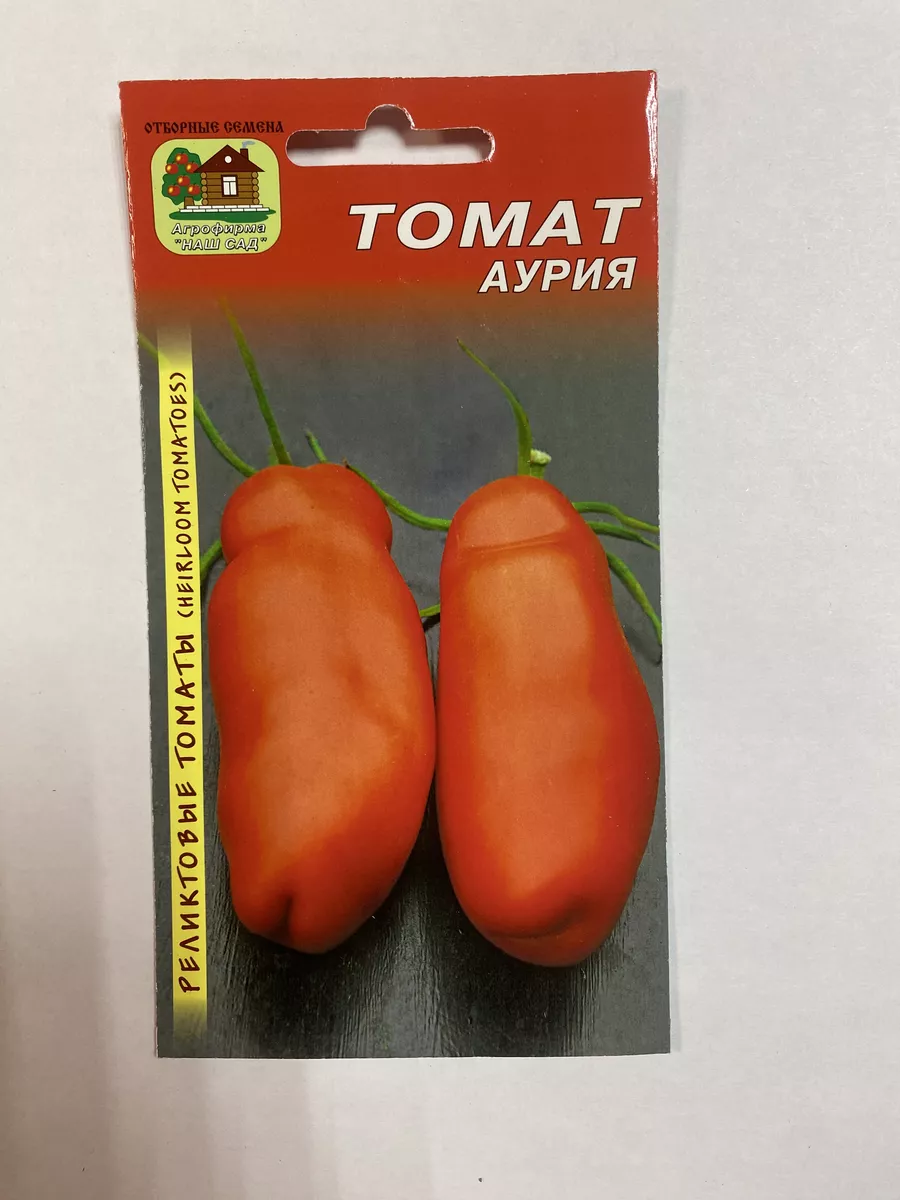 ОТБОРНЫЕ СЕМЕНА
Агрофирма
"НАШ САД"
ТОМАТ
АУРИЯ
РЕЛИКТОВЫЕ ТОМАТЫ (HEIRLOOM TOMATOES)